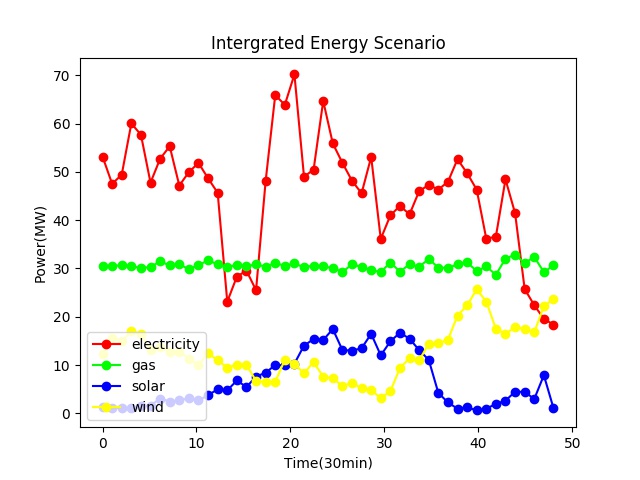 Intergrated Energy Scenario
Power(MW)
70
60
50
40
30
20
10
0
electricity
gas
solar
wind
0 10 20 30 40 50
Time(30min)